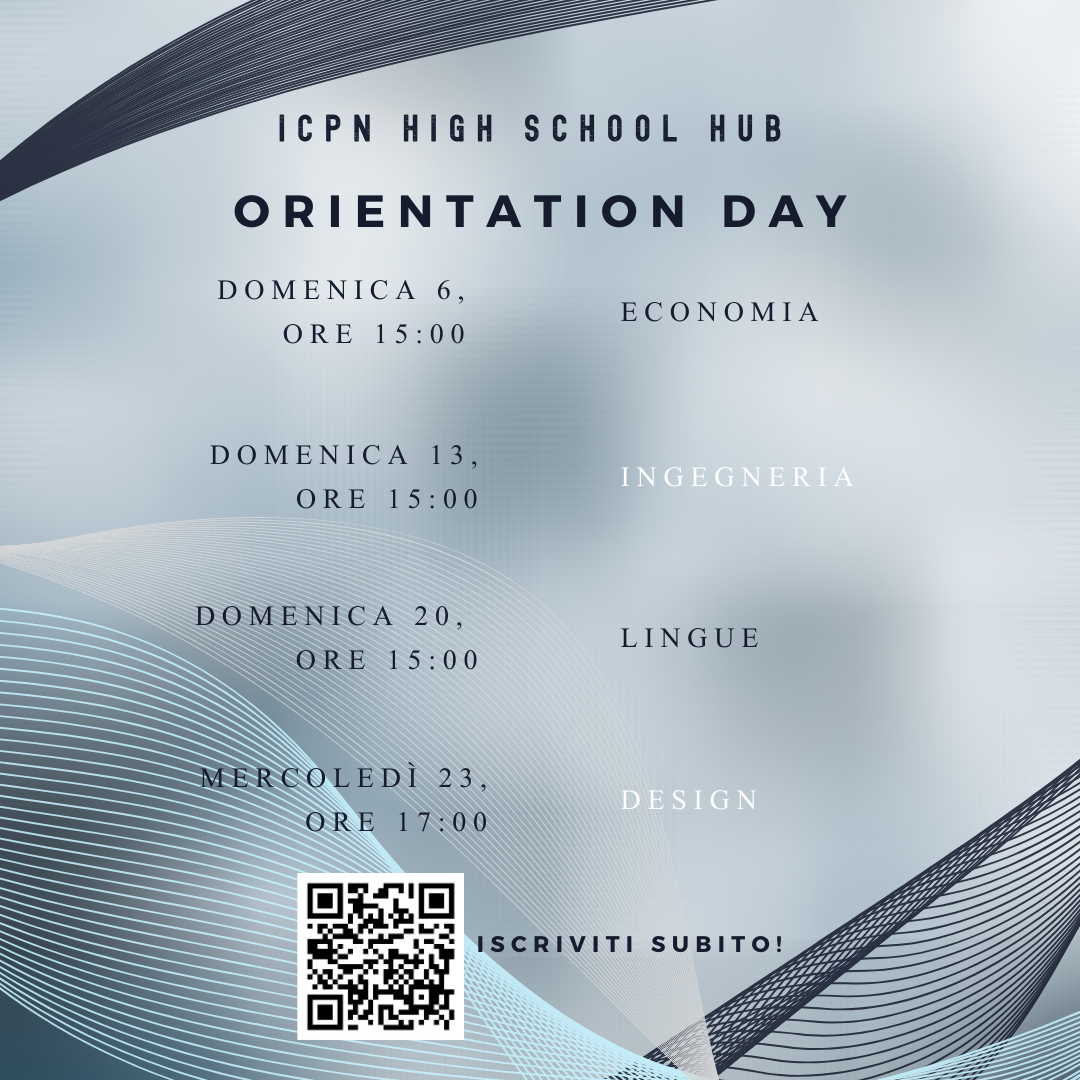 ICPN HIGH SCHOOL HUB
ORIENTATION DAY
DOMENICA 6,
ORE 15:00
ECONOMIA
DOMENICA 13,
ORE 15:00
INGEGNERIA
DOMENICA 20,
ORE 15:00
LINGUE
MERCOLEDÌ 23,
ORE 17:00
DESIGN
ISCRIVITI SUBITO!